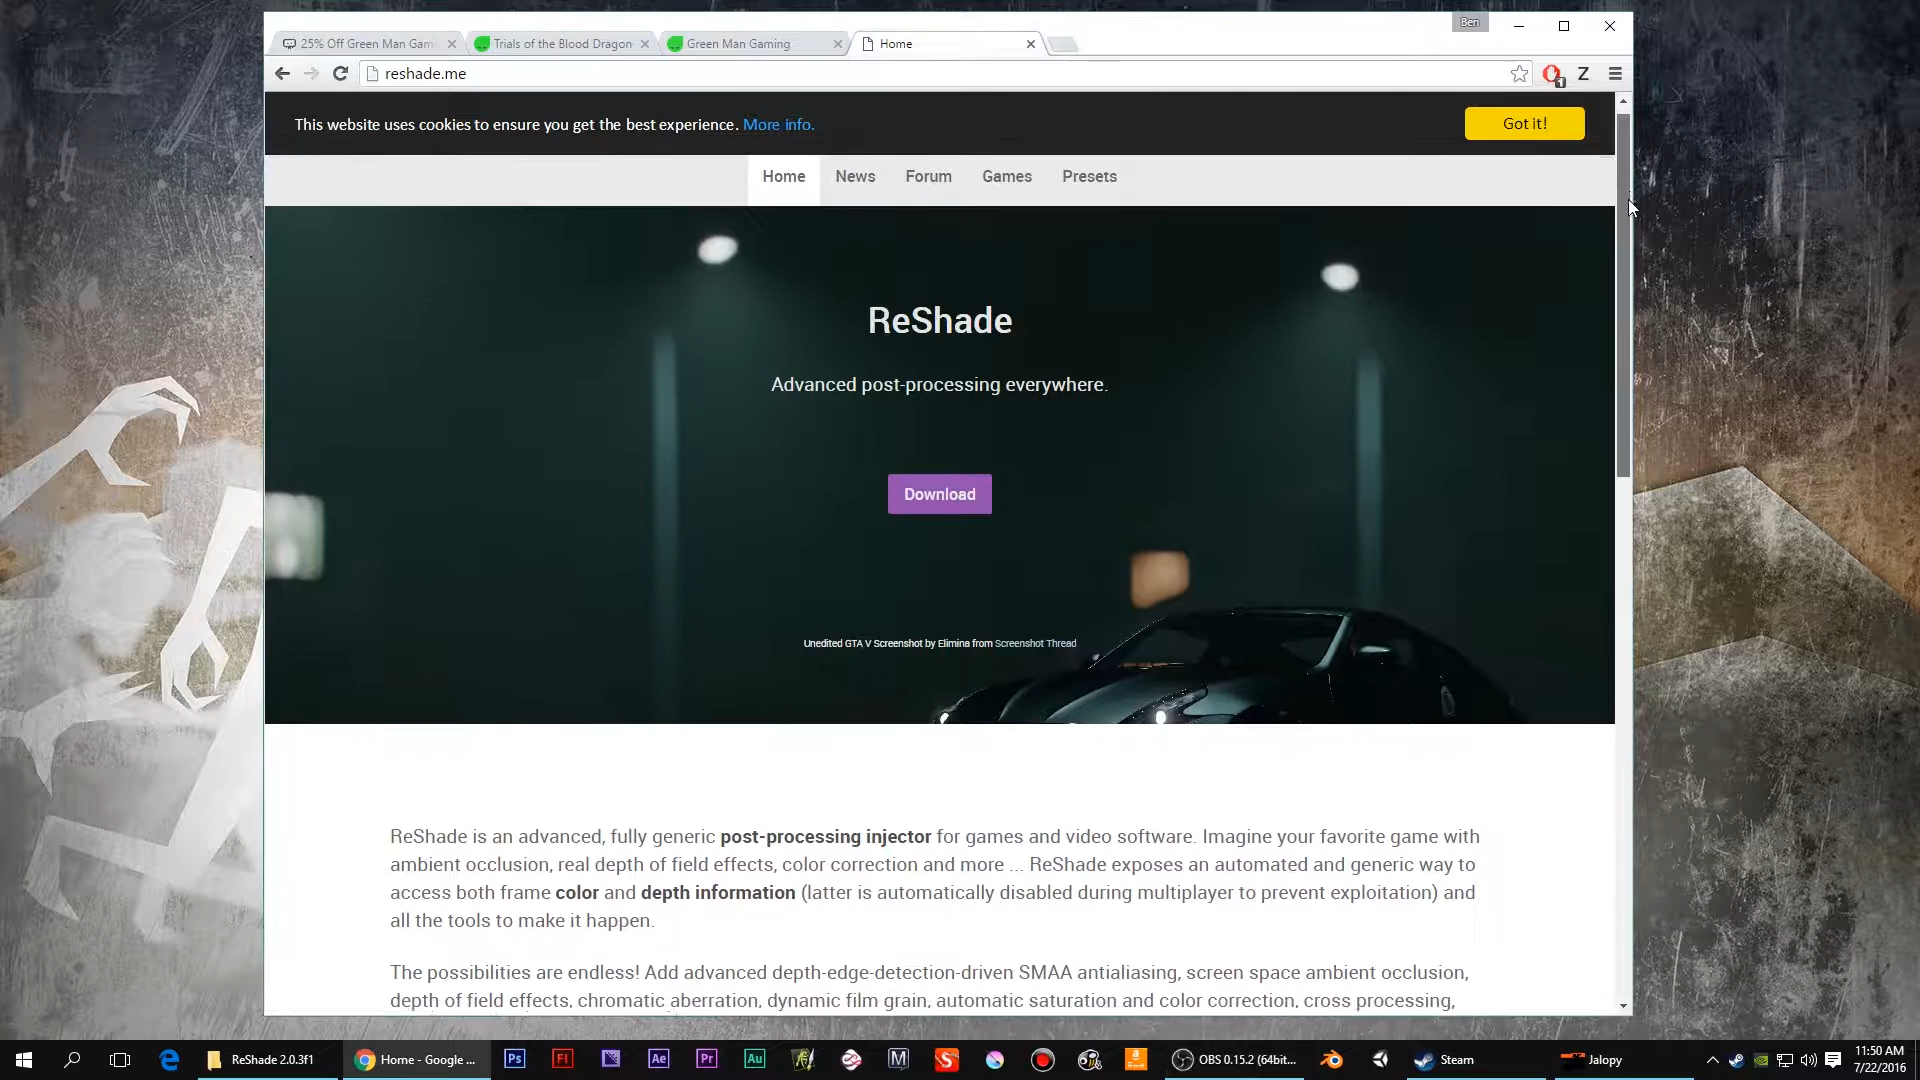 Ben
25% Off Green Man Gam
Trials of the Blood Dragon
Green Man Gaming
Home
reshade.me
Z
This website uses cookies to ensure you get the best experience. More info.
Got it!
Home
News
Forum
Games
Presets
ReShade
Advanced post-processing everywhere.
Download
Unedited GTA V Screenshot by Elimina from Screenshot Thread
ReShade is an advanced, fully generic post-processing injector for games and video software. Imagine your favorite game with
ambient occlusion, real depth of field effects, color correction and more ... ReShade exposes an automated and generic way to
access both frame color and depth information (latter is automatically disabled during multiplayer to prevent exploitation) and
all the tools to make it happen.
The possibilities are endless! Add advanced depth-edge-detection-driven SMAA antialiasing, screen space ambient occlusion,
depth of field effects, chromatic aberration, dynamic film grain, automatic saturation and color correction, cross processing,
ReShade 2.0.3f1
Home - Google ...
Ps
Fl
Ae
Pr
Au
M
OBS 0.15.2 (64bit...
Steam
Jalopy
11:50 AM
7/22/2016